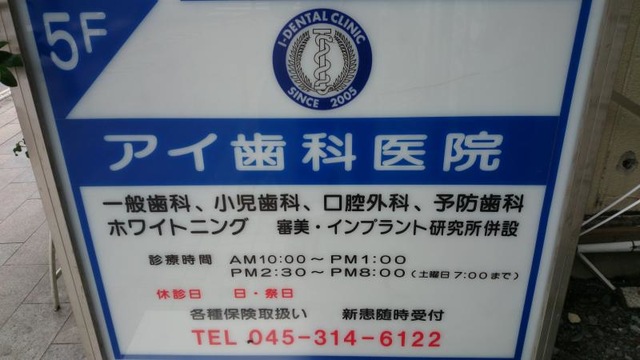 5F
I-DENTAL CLINIC
SINCE 2005
アイ歯科医院
一般歯科、小児歯科、口腔外科、予防歯科
ホワイトニング 審美・インプラント研究所併設
診療時間 AM10:00~PM1:00
PM2:30~PM8:00(土曜日7:00まで)
休診日 日・祭日
各種保険取扱い 新患随時受付
TEL 045-314-6122